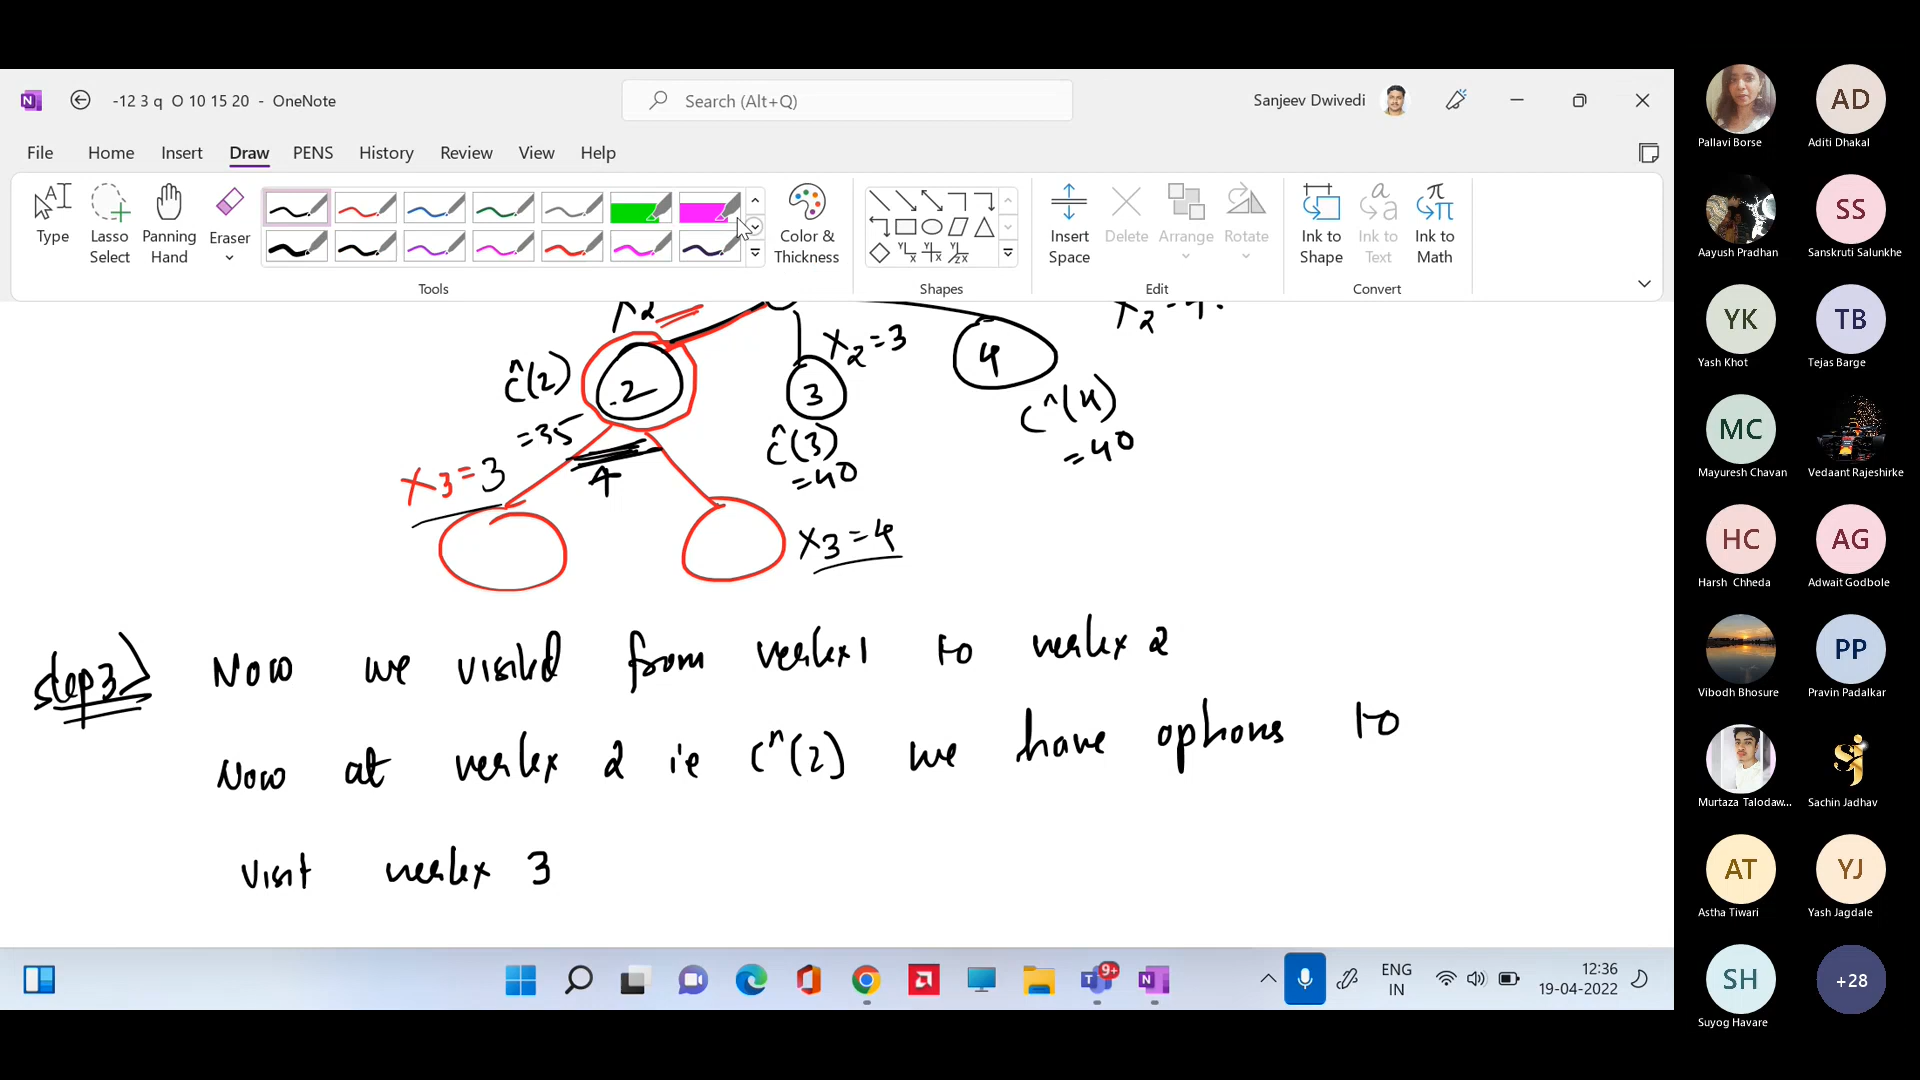 -12 3 q O 10 15 20 - OneNote
Search (Alt+Q)
Sanjeev Dwivedi
File Home Insert Draw PENS History Review View Help
Type
Lasso Select
Panning Hand
Eraser
Color & Thickness
Insert Space
Delete
Arrange
Rotate
Ink to Shape
Ink to Text
Ink to Math
Tools
Shapes
Edit
Convert
X2
X2=3
X2=4
ĉ(2)
=35
2
3
4
ĉ(3)
=40
c^(4)
=40
X3=3
4
X3=4
step3> Now we visited from vertex1 to vertex 2
Now at vertex 2 ie c^(2) we have options to
visit vertex 3
9+
ENG
IN
12:36
19-04-2022
Pallavi Borse
AD
Aditi Dhakal
Aayush Pradhan
SS
Sanskruti Salunkhe
YK
Yash Khot
TB
Tejas Barge
MC
Mayuresh Chavan
Vedaant Rajeshirke
HC
Harsh Chheda
AG
Adwait Godbole
Vibodh Bhosure
PP
Pravin Padalkar
Murtaza Talodaw...
sj
Sachin Jadhav
AT
Astha Tiwari
YJ
Yash Jagdale
SH
Suyog Havare
+28